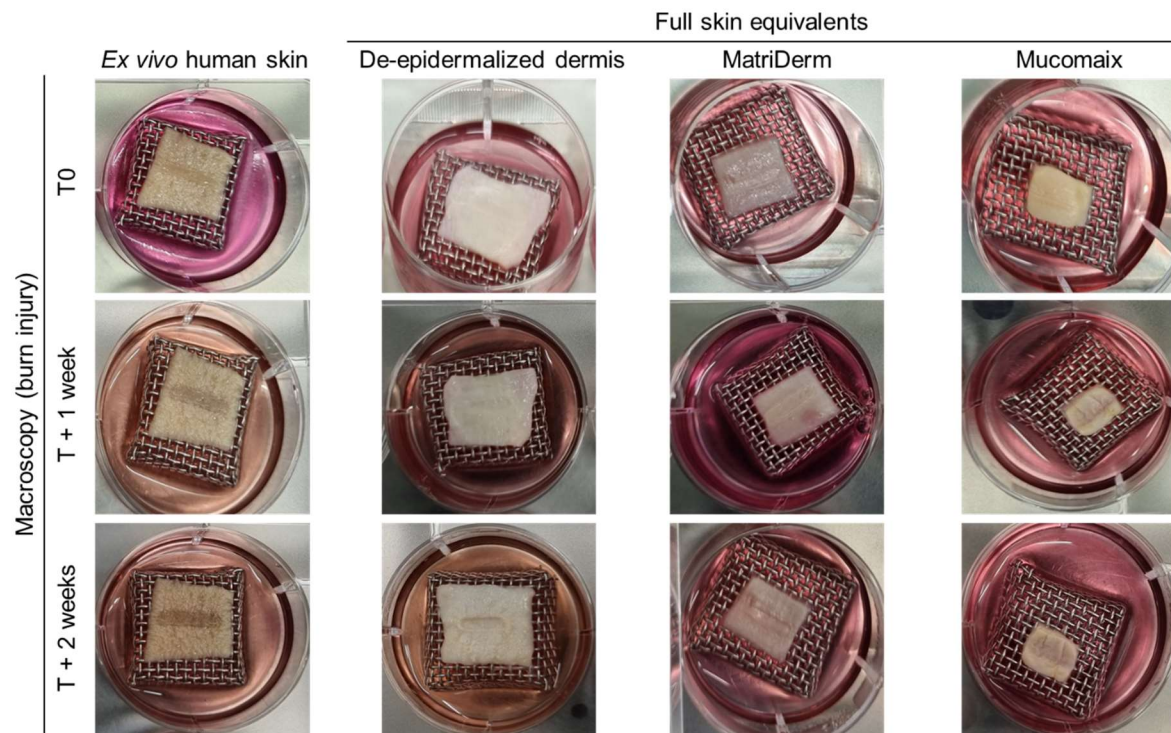 Full skin equivalents
Ex vivo human skin
De-epidermalized dermis
MatriDerm
Mucomaix
Macroscopy (burn injury)
T0
T + 1 week
T + 2 weeks